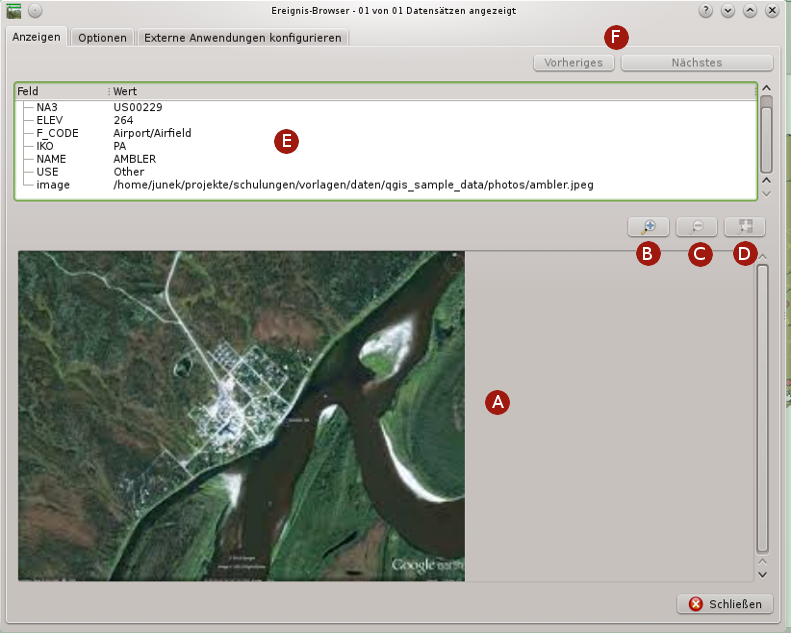 Ereignis-Browser - 01 von 01 Datensätzen angezeigt
Anzeigen Optionen Externe Anwendungen konfigurieren
F
Vorheriges Nächstes
Feld Wert
NA3 US00229
ELEV 264
F_CODE Airport/Airfield
IKO PA
NAME AMBLER
USE Other
image /home/junek/projekte/schulungen/vorlagen/daten/qgis_sample_data/photos/ambler.jpeg
E
B C D
A
Google earth
Schließen